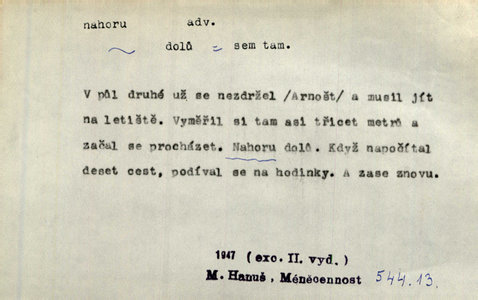 nahoru adv.
~ dolů = sem tam.
V půl druhé už se nezdržel /Arnošt/ a musil jít
na letiště. Vyměřil si tam asi třicet metrů a
začal se procházet. Nahoru dolů. Když napočítal
deset cest, podíval se na hodinky. A zase znovu.
1947 (exc. II. vyd.)
M. Hanuš, Méněcennost 544.13.